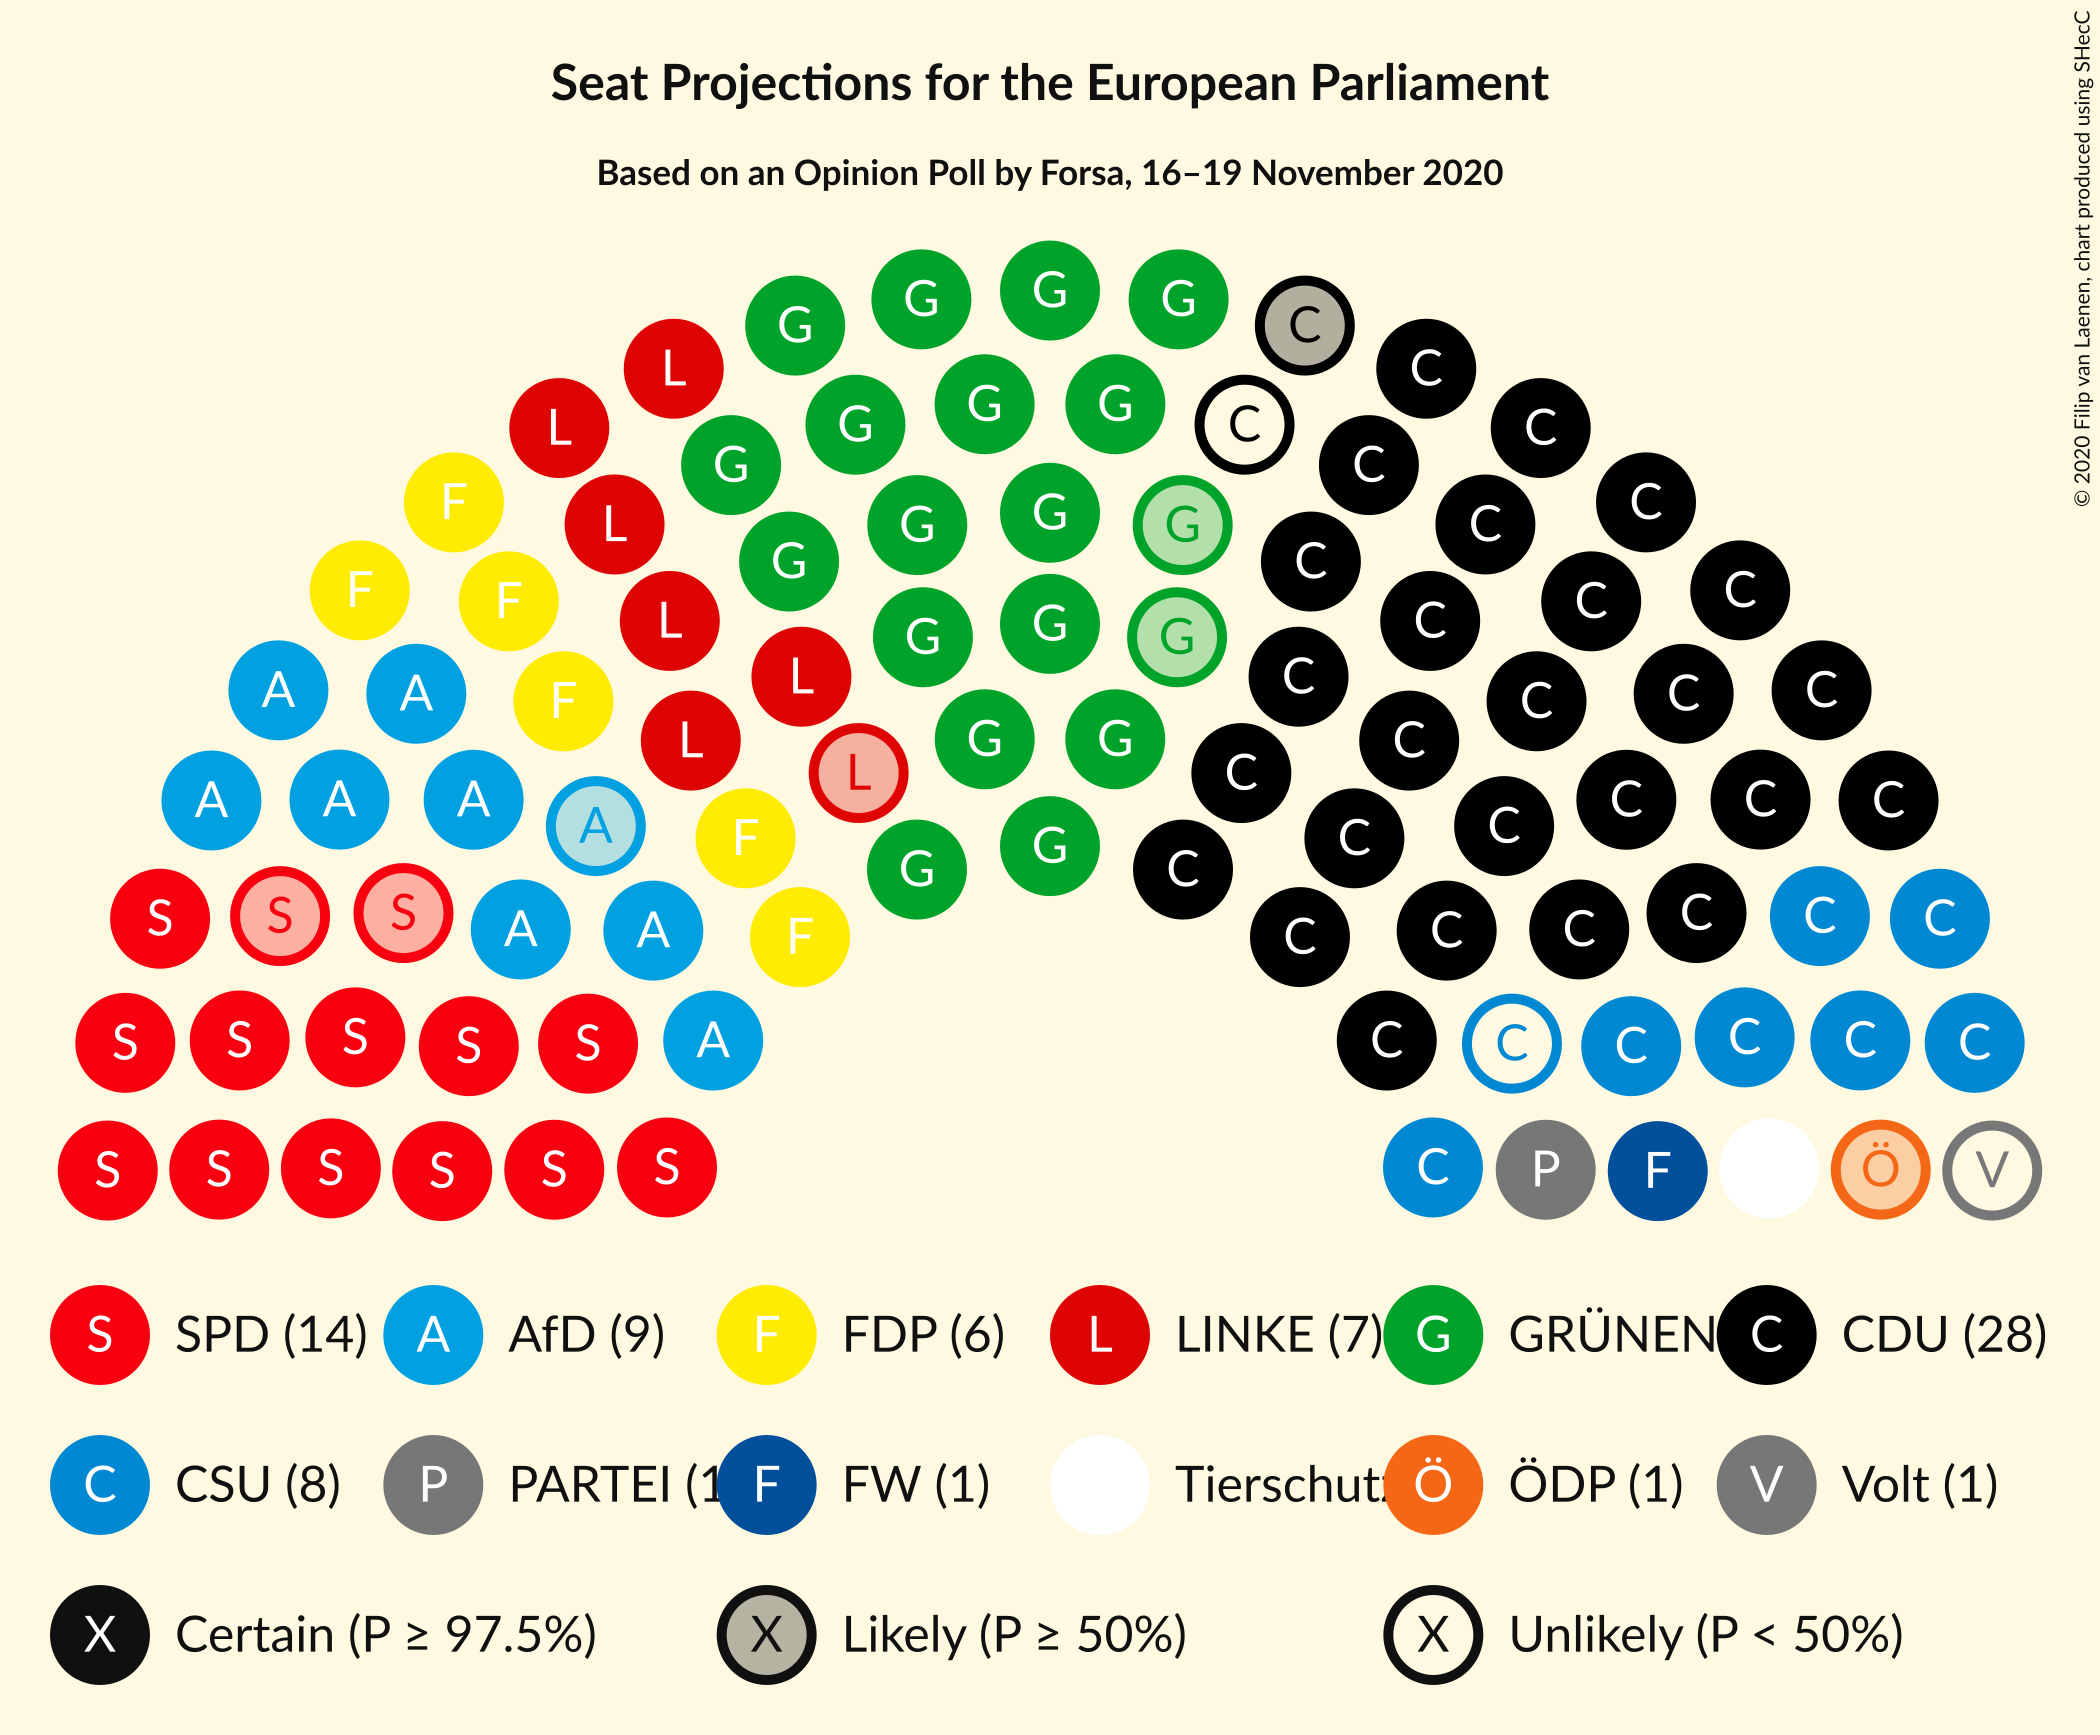 Seat Projections for the European Parliament
Based on an Opinion Poll by Forsa, 16–19 November 2020
© 2020 Filip van Laenen, chart produced using SHecC
G G G G C
L G G G G C C
L G G G G C C
F L G G G G C C
F F L G G G C C C
A A F L L G G C C C C C
A A A A F L G G C C C C C C
S S S A A F G G C C C C C C C
S S S S S A C C C C C C
S S S S S S C P F Ö V
S SPD (14) A AfD (9) F FDP (6) L LINKE (7) G GRÜNEN C CDU (28)
C CSU (8) P PARTEI (1 F FW (1) Tierschutz Ö ÖDP (1) V Volt (1)
X Certain (P ≥ 97.5%) X Likely (P ≥ 50%) X Unlikely (P < 50%)